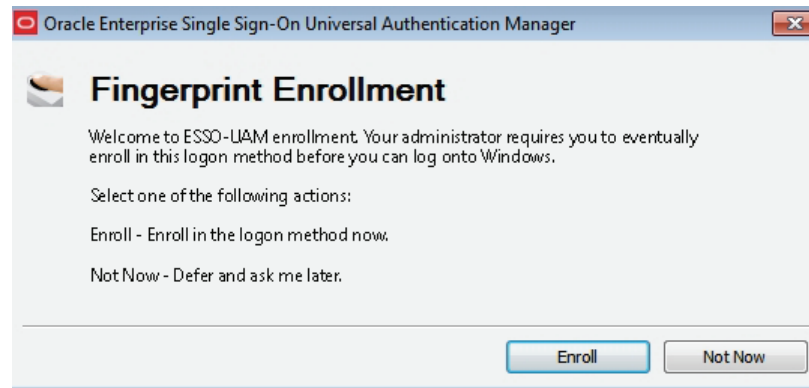 Oracle Enterprise Single Sign-On Universal Authentication Manager
Fingerprint Enrollment
Welcome to ESSO-UAM enrollment. Your administrator requires you to eventually
enroll in this logon method before you can log onto Windows.
Select one of the following actions:
Enroll - Enroll in the logon method now.
Not Now - Defer and ask me later.
Enroll
Not Now